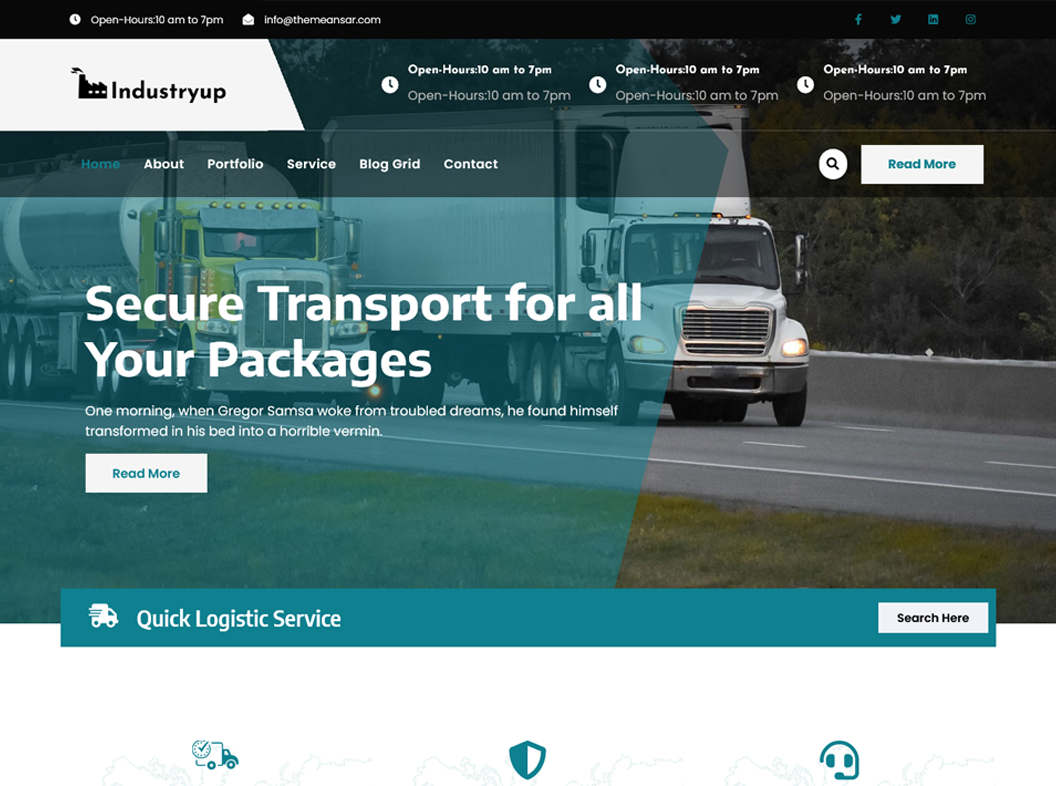 Open-Hours:10 am to 7pm info@themeansar.com
Industryup
Open-Hours:10 am to 7pm Open-Hours:10 am to 7pm Open-Hours:10 am to 7pm
Open-Hours:10 am to 7pm Open-Hours:10 am to 7pm Open-Hours:10 am to 7pm
Home About Portfolio Service Blog Grid Contact Read More
Secure Transport for all
Your Packages
One morning, when Gregor Samsa woke from troubled dreams, he found himself
transformed in his bed into a horrible vermin.
Read More
Quick Logistic Service Search Here